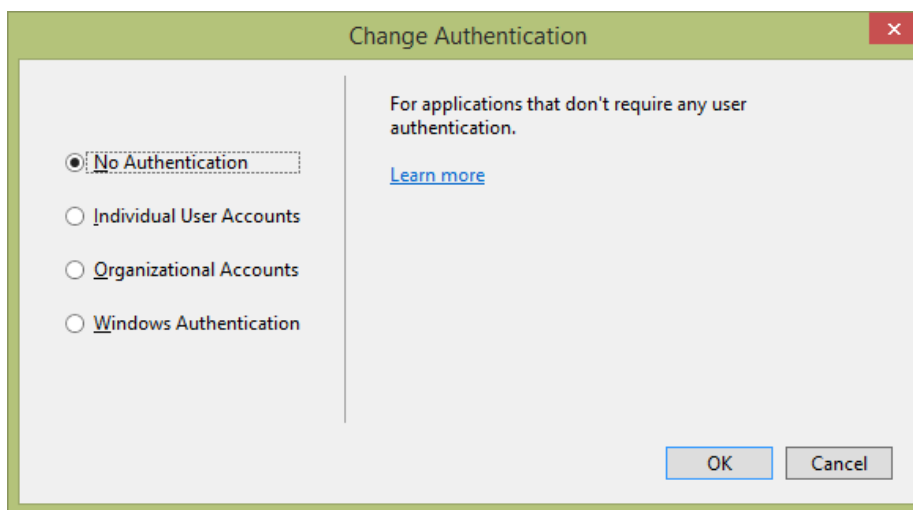 Change Authentication
No Authentication
Individual User Accounts
Organizational Accounts
Windows Authentication
For applications that don't require any user
authentication.
Learn more
OK
Cancel